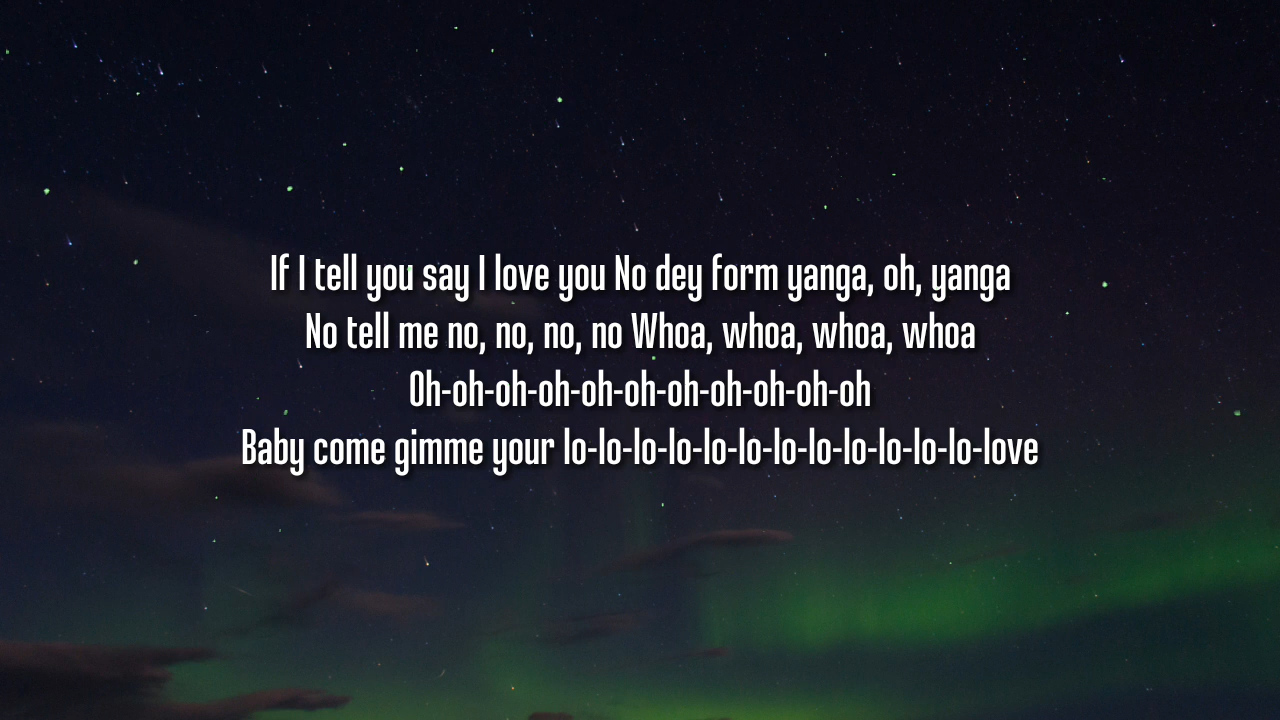 If I tell you say I love you No dey form yanga, oh, yanga
No tell me no, no, no, no Whoa, whoa, whoa, whoa
Oh-oh-oh-oh-oh-oh-oh-oh-oh-oh-oh
Baby come gimme your lo-lo-lo-lo-lo-lo-lo-lo-lo-lo-lo-lo-love